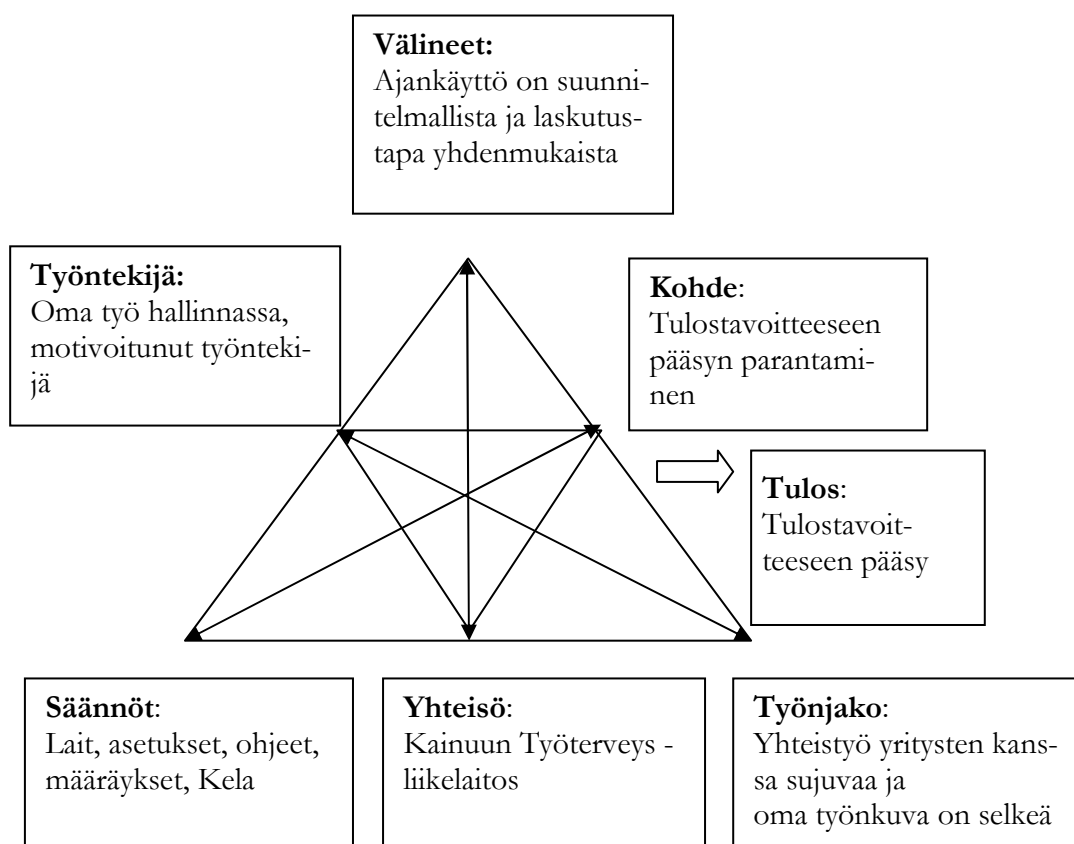 Välineet:
Ajankäyttö on suunni-
telmallista ja laskutus-
tapa yhdenmukaista
Työntekijä:
Oma työ hallinnassa,
motivoitunut työnteki-
jä
Kohde:
Tulostavoitteeseen
pääsyn parantami-
nen
Tulos:
Tulostavoit-
teeseen pääsy
Säännöt:
Lait, asetukset, ohjeet,
määräykset, Kela
Yhteisö:
Kainuun Työterveys -
liikelaitos
Työnjako:
Yhteistyö yritysten kans-
sa sujuvaa ja
oma työnkuva on selkeä